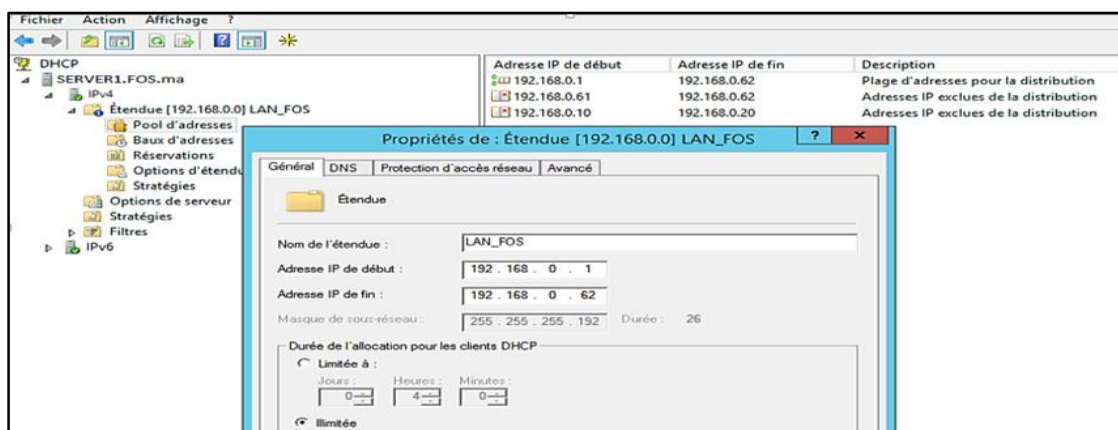 Fichier Action Affichage ?
DHCP
SERVER1.FOS.ma
IPv4
Étendue [192.168.0.0] LAN_FOS
Pool d'adresses
Baux d'adresses
Réservations
Options d'étendu
Stratégies
Options de serveur
Stratégies
Filtres
IPv6
Adresse IP de début Adresse IP de fin Description
192.168.0.1 192.168.0.62 Plage d'adresses pour la distribution
192.168.0.61 192.168.0.62 Adresses IP exclues de la distribution
192.168.0.10 192.168.0.20 Adresses IP exclues de la distribution
Propriétés de : Étendue [192.168.0.0] LAN_FOS ? x
Général DNS Protection d'accès réseau Avancé
Étendue
Nom de l'étendue : LAN_FOS
Adresse IP de début : 192 . 168 . 0 . 1
Adresse IP de fin : 192 . 168 . 0 . 62
Masque de sous-réseau : 255 . 255 . 255 . 192 Durée : 26
Durée de l'allocation pour les clients DHCP
Limitée à :
Jours : Heures : Minutes :
0 4 0
Illimitée